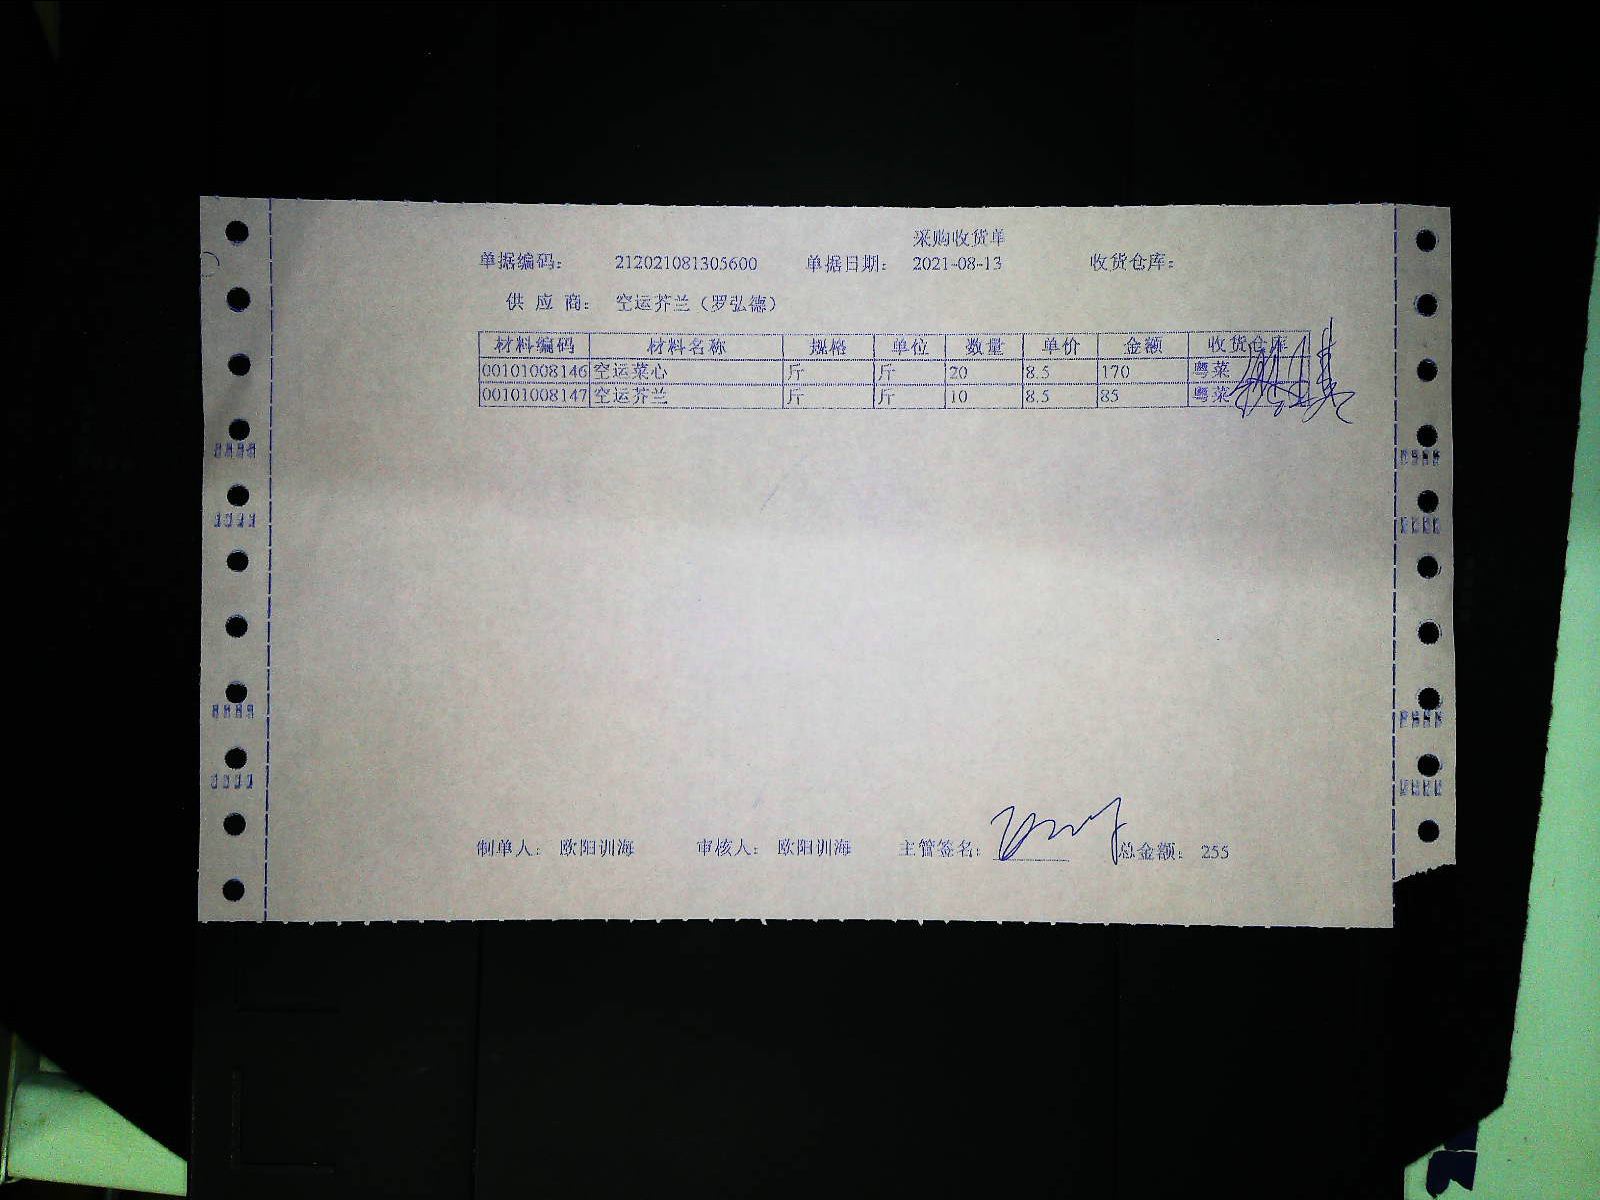 采购收货单
单据编码: 212021081305600 单据日期: 2021-08-13 收货仓库:
供 应 商: 空运芥兰（罗弘德）
材料编码 材料名称 规格 单位 数量 单价 金额 收货仓库
00101008146 空运菜心 斤 斤 20 8.5 170 粤菜
00101008147 空运芥兰 斤 斤 10 8.5 85 粤菜
制单人: 欧阳训海 审核人: 欧阳训海 主管签名: 总金额: 255